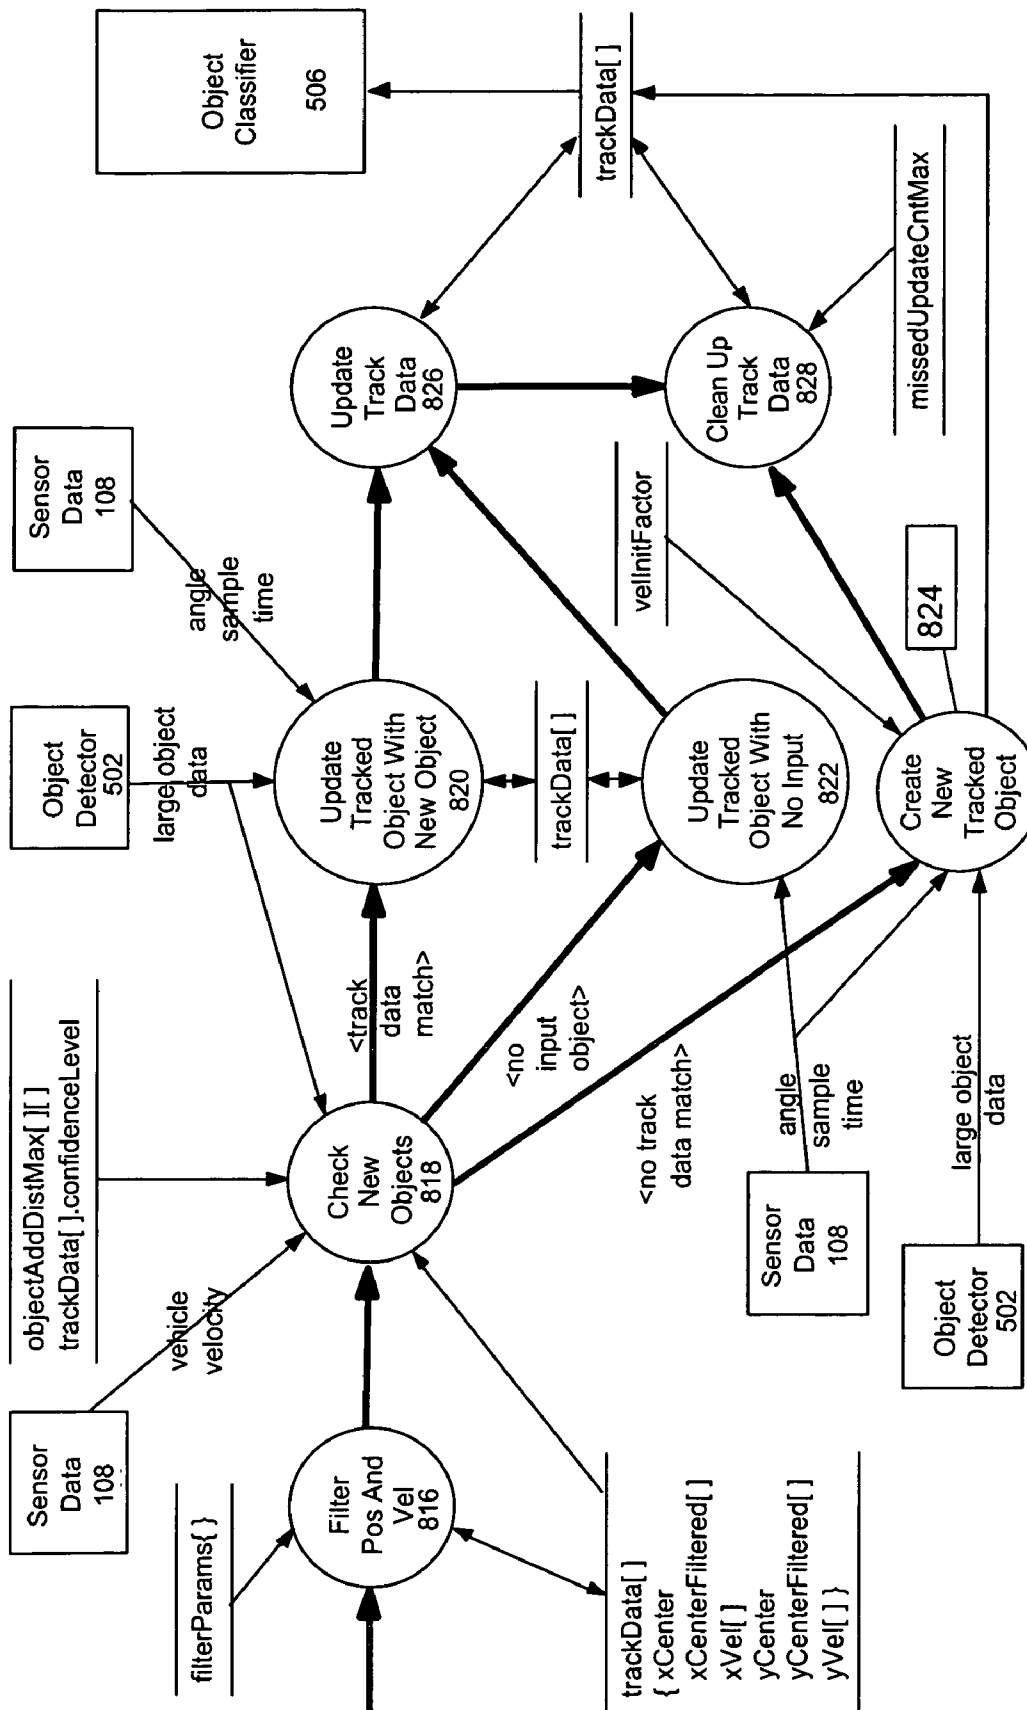 Sensor
Data
108
Object
Detector
502
Sensor
Data
108
Object
Classifier
506
objectAddDistMax[ ][ ]
trackData[ ].confidenceLevel
filterParams{ }
vehicle
velocity
large object
data
angle
sample
time
Filter
Pos And
Vel
816
Check
New
Objects
818
<track
data
match>
Update
Tracked
Object With
New Object
820
Update
Track
Data
826
trackData[ ]
{ xCenter
xCenterFiltered[ ]
xVel[ ]
yCenter
yCenterFiltered[ ]
yVel[ ] }
<no
input
object>
trackData[ ]
trackData[ ]
velInitFactor
<no track
data match>
Update
Tracked
Object With
No Input
822
Clean Up
Track
Data
828
Sensor
Data
108
angle
sample
time
missedUpdateCntMax
824
Object
Detector
502
large object
data
Create
New
Tracked
Object